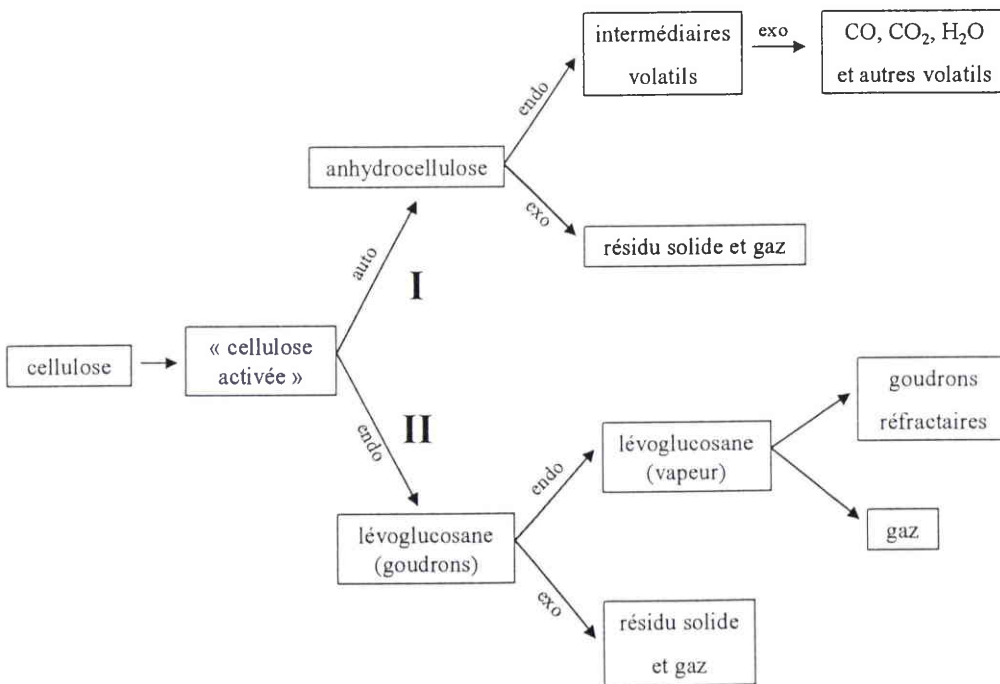 intermédiaires
volatils
exo
CO, CO₂, H₂O
et autres volatils
endo
anhydrocellulose
exo
résidu solide et gaz
auto
I
cellulose
« cellulose
activée »
endo
II
lévoglucosane
(goudrons)
endo
lévoglucosane
(vapeur)
goudrons
réfractaires
gaz
exo
résidu solide
et gaz